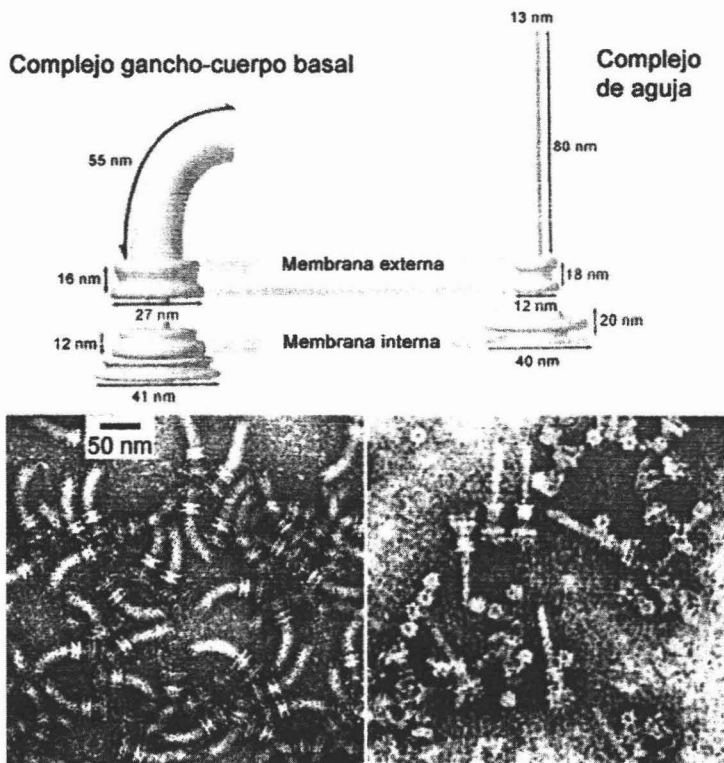 13 nm
Complejo gancho-cuerpo basal
Complejo
de aguja
55 nm
80 nm
16 nm
Membrana externa
18 nm
27 nm
12 nm
20 nm
12 nm
Membrana interna
40 nm
41 nm
50 nm